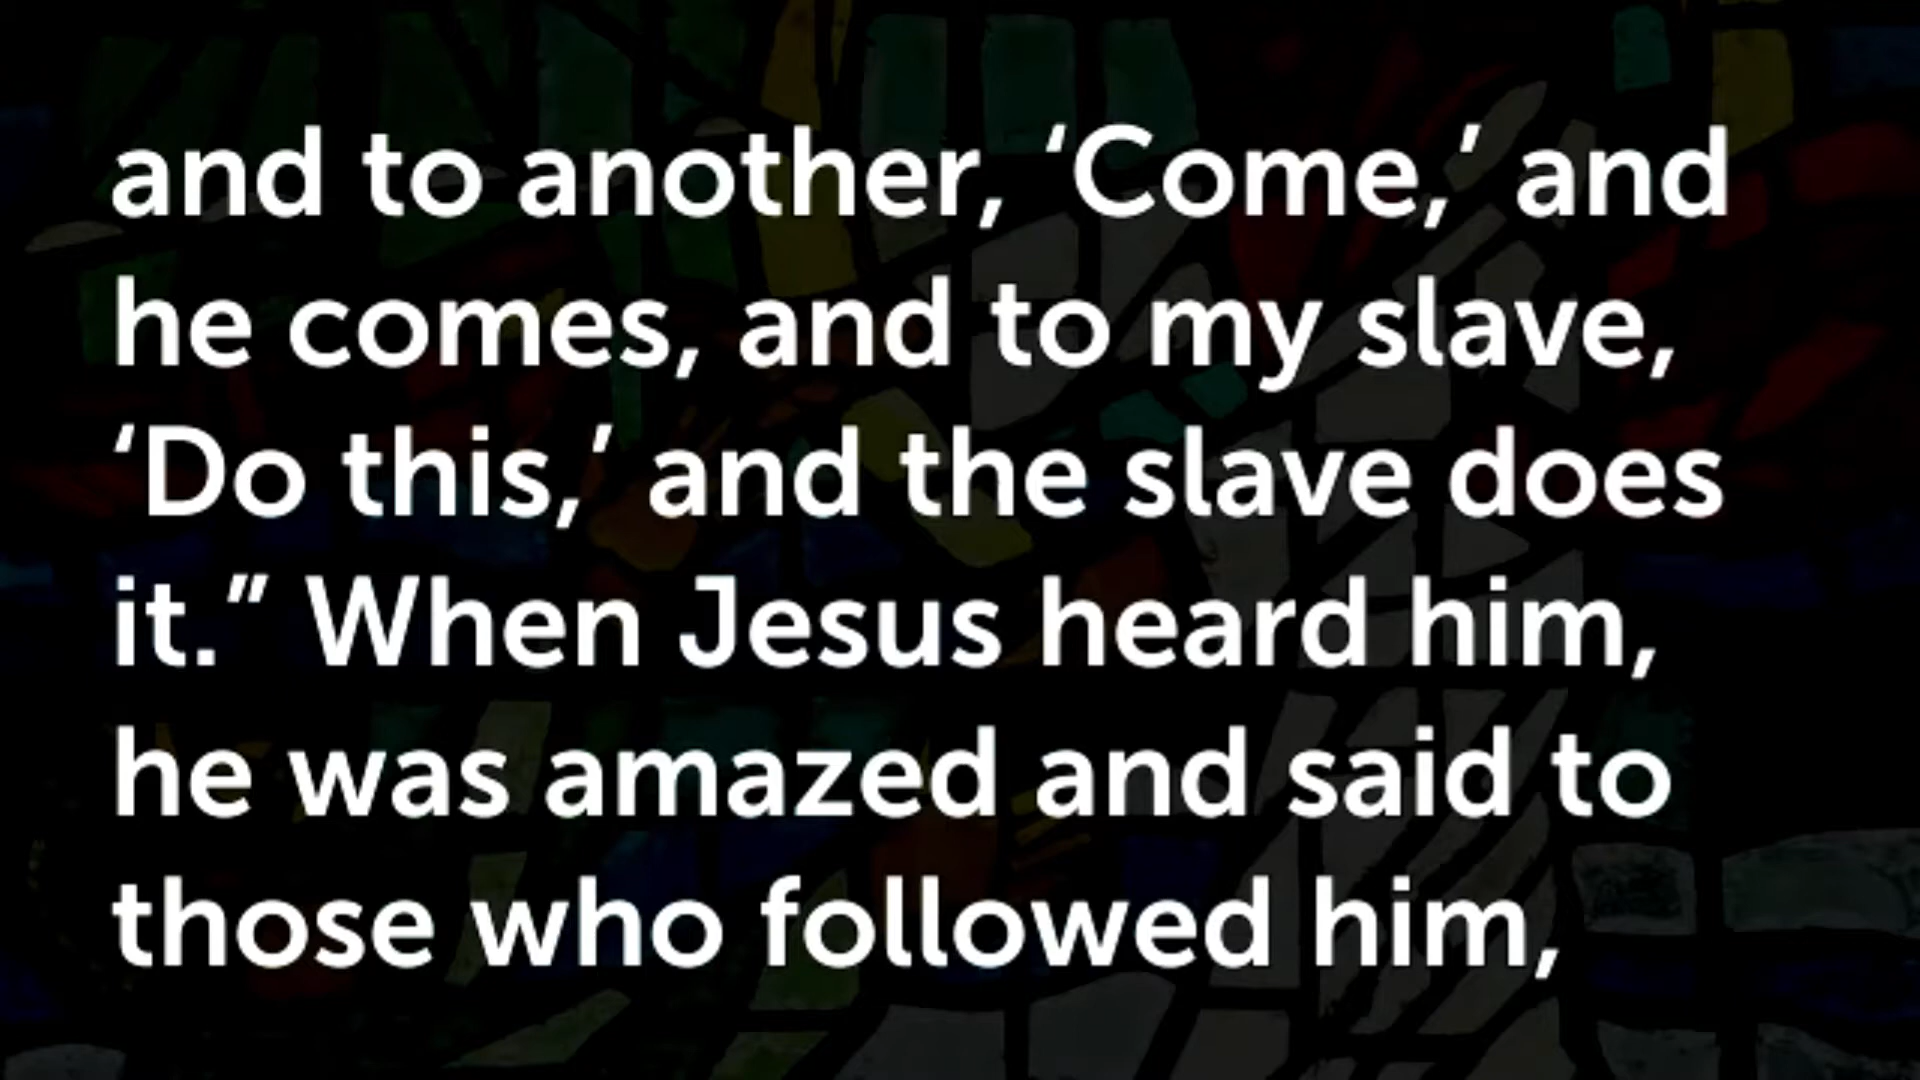 and to another, ‘Come,’ and
he comes, and to my slave,
‘Do this,’ and the slave does
it.” When Jesus heard him,
he was amazed and said to
those who followed him,